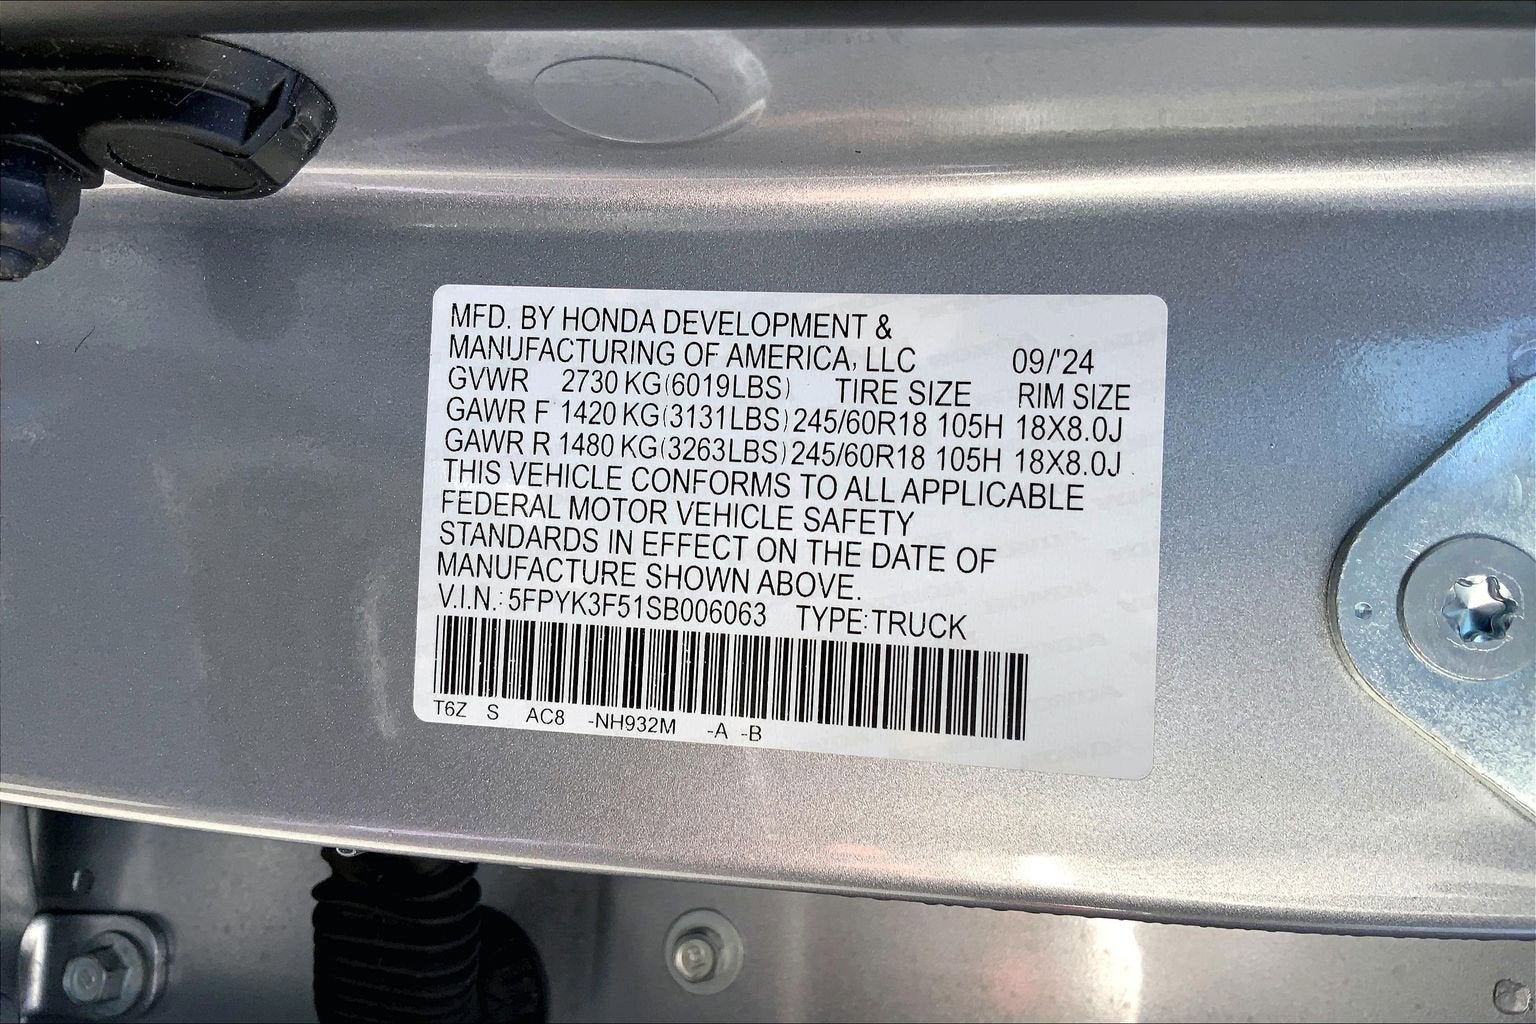 MFD. BY HONDA DEVELOPMENT &
MANUFACTURING OF AMERICA, LLC 09/'24
GVWR 2730 KG(6019LBS) TIRE SIZE RIM SIZE
GAWR F 1420 KG(3131LBS) 245/60R18 105H 18X8.0J
GAWR R 1480 KG(3263LBS) 245/60R18 105H 18X8.0J
THIS VEHICLE CONFORMS TO ALL APPLICABLE
FEDERAL MOTOR VEHICLE SAFETY
STANDARDS IN EFFECT ON THE DATE OF
MANUFACTURE SHOWN ABOVE.
V.I.N.: 5FPYK3F51SB006063 TYPE: TRUCK
T6Z S AC8 -NH932M -A -B